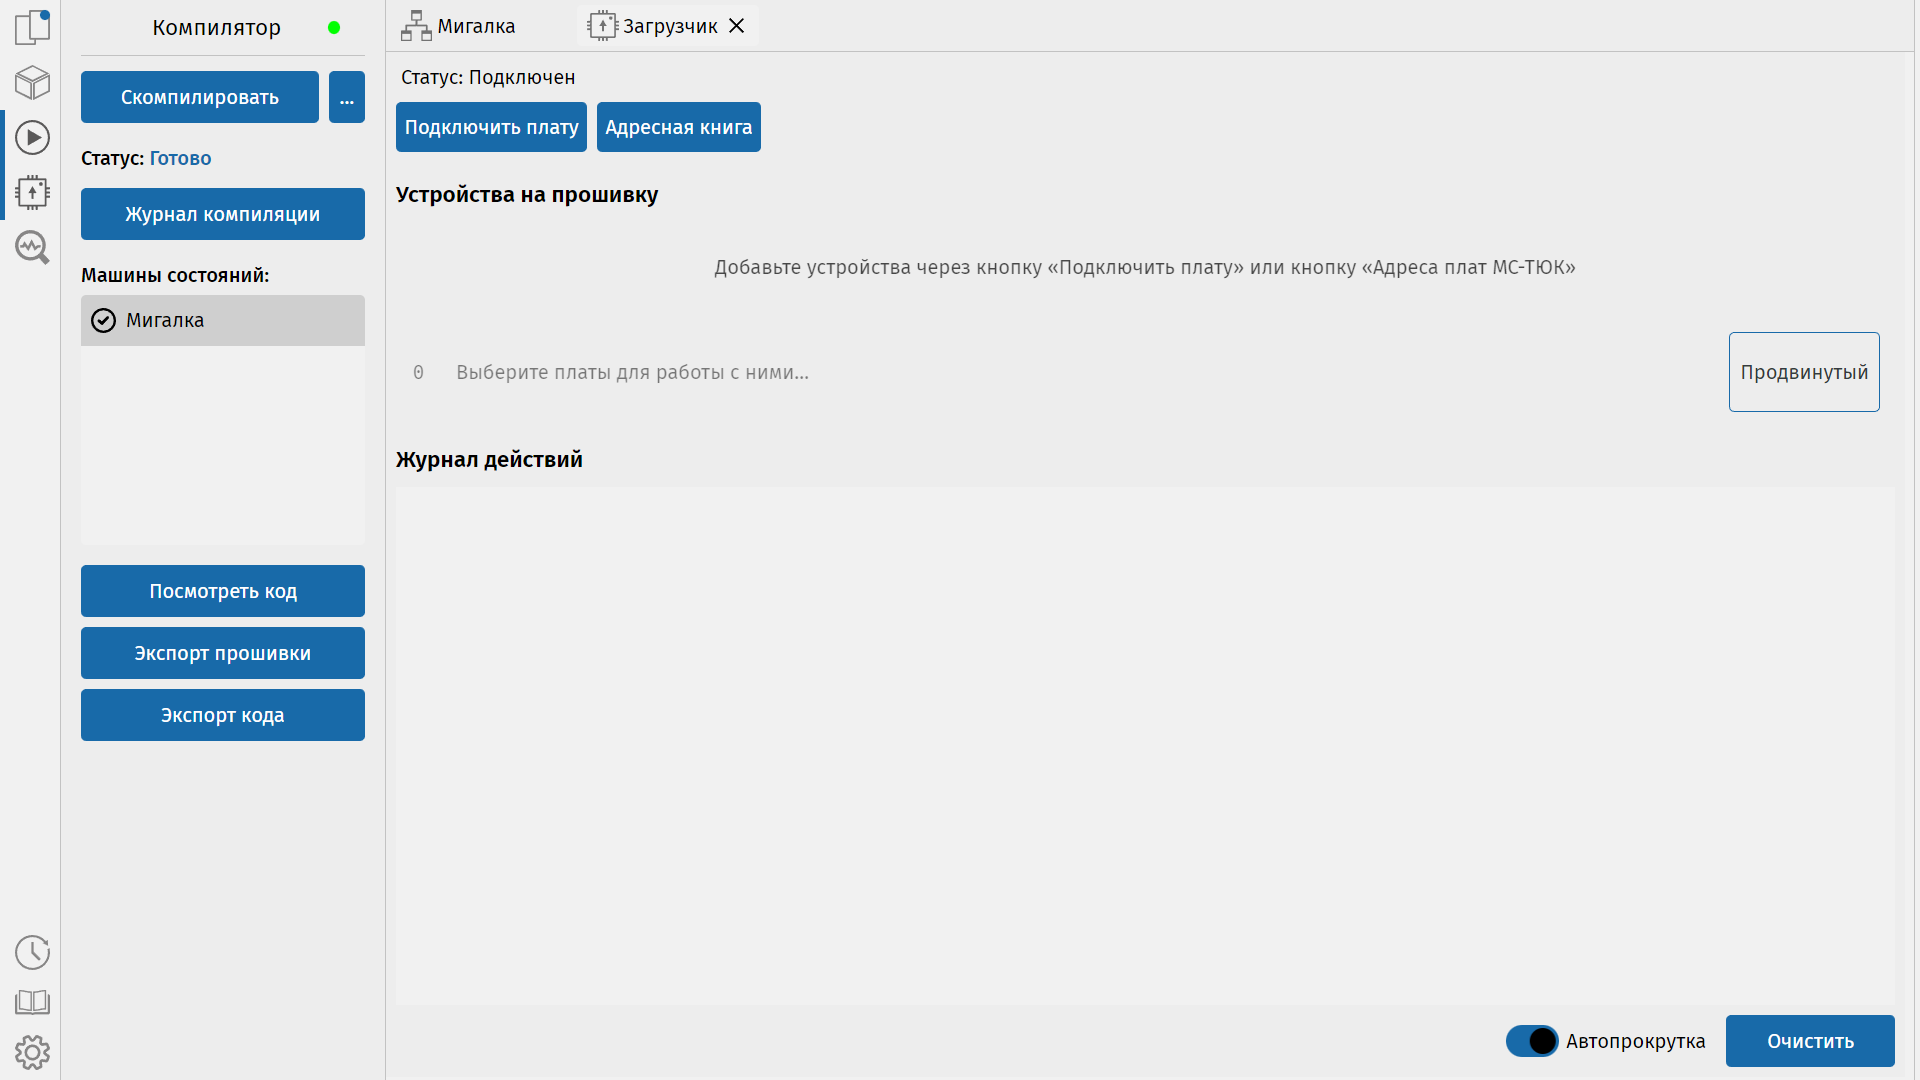 Компилятор
Скомпилировать
...
Статус: Готово
Журнал компиляции
Машины состояний:
Мигалка
Посмотреть код
Экспорт прошивки
Экспорт кода
Мигалка
Загрузчик
Статус: Подключен
Подключить плату
Адресная книга
Устройства на прошивку
Добавьте устройства через кнопку «Подключить плату» или кнопку «Адреса плат МС-ТЮК»
0 Выберите платы для работы с ними...
Продвинутый
Журнал действий
Автопрокрутка
Очистить